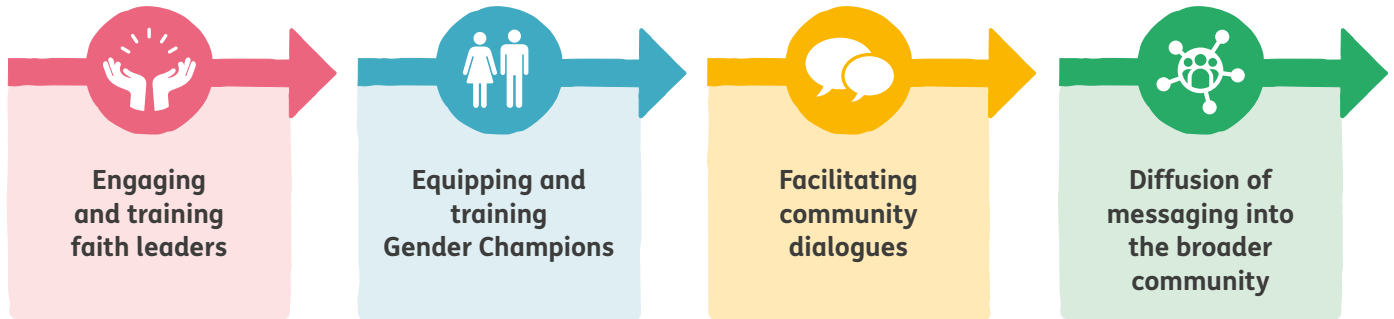 Engaging
and training
faith leaders
Equipping and
training
Gender Champions
Facilitating
community
dialogues
Diffusion of
messaging into
the broader
community